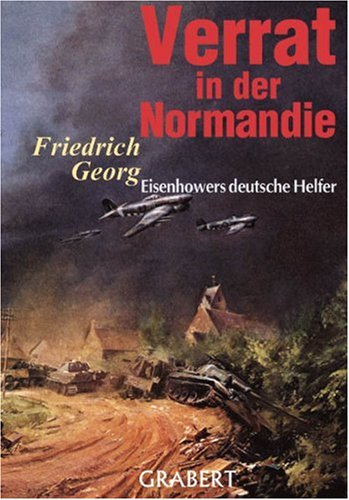 Verrat
in der
Normandie
Friedrich
Georg
Eisenhowers deutsche Helfer
GRABERT